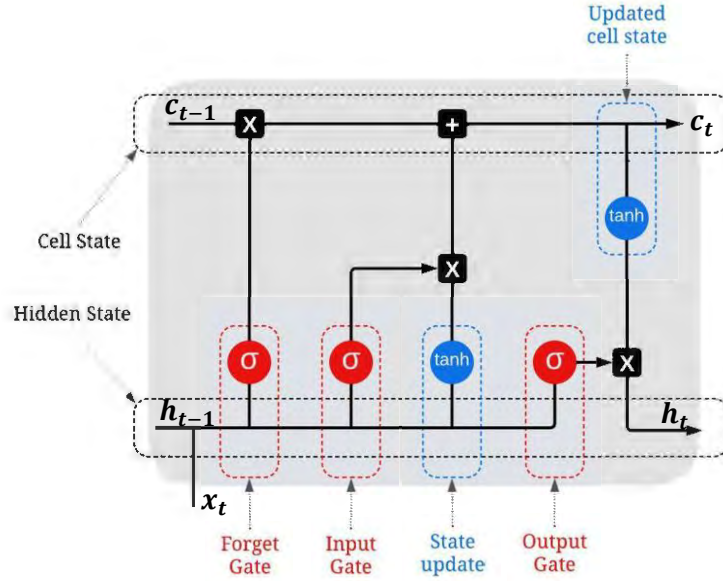 Updated
cell state
c_{t-1}
X
+
c_t
tanh
Cell State
X
Hidden State
σ
σ
tanh
σ
X
h_{t-1}
h_t
x_t
Forget
Gate
Input
Gate
State
update
Output
Gate